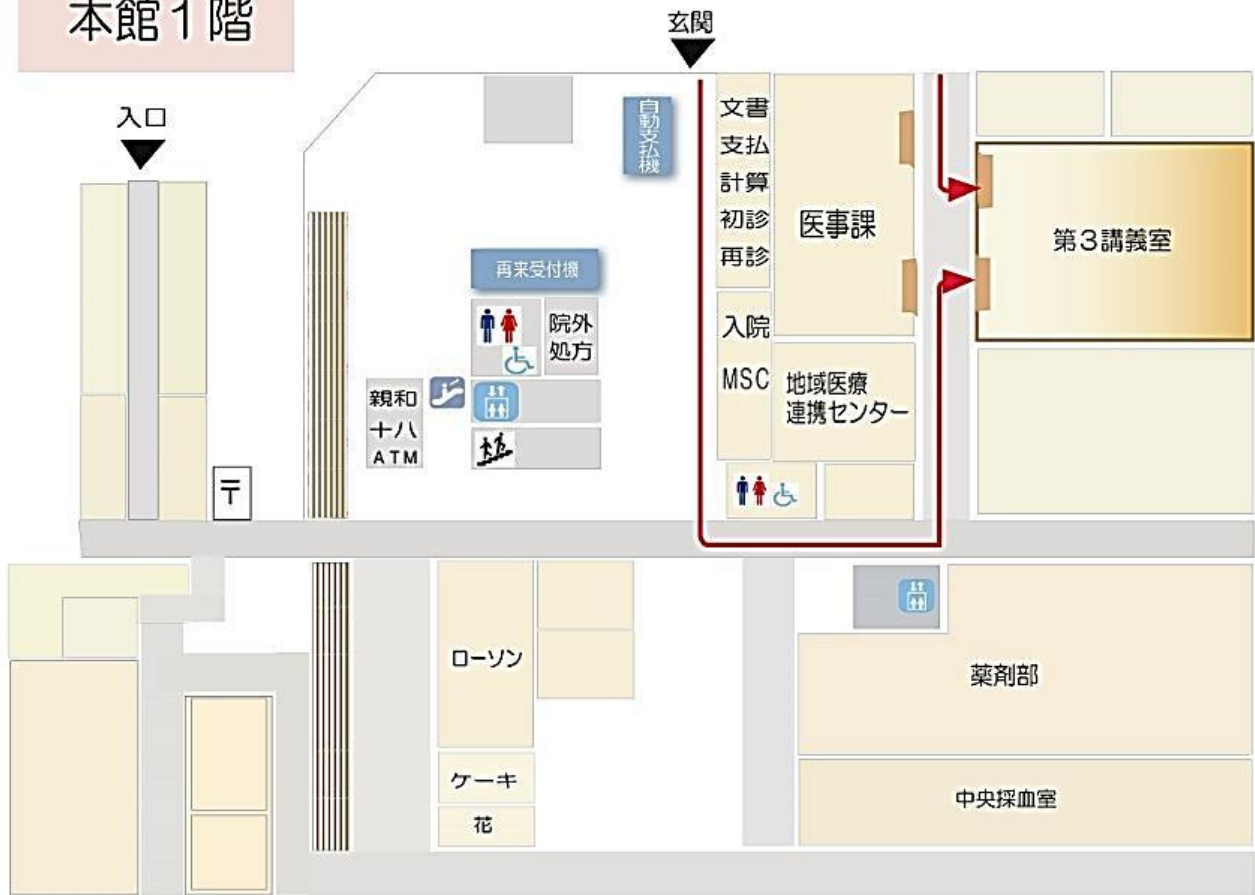 本館1階
玄関
入口
自動支払機
文書
支払
計算
初診
再診
医事課
第3講義室
再来受付機
院外
処方
入院
MSC
地域医療
連携センター
親和
十八
ATM
〒
ローソン
薬剤部
ケーキ
中央採血室
花